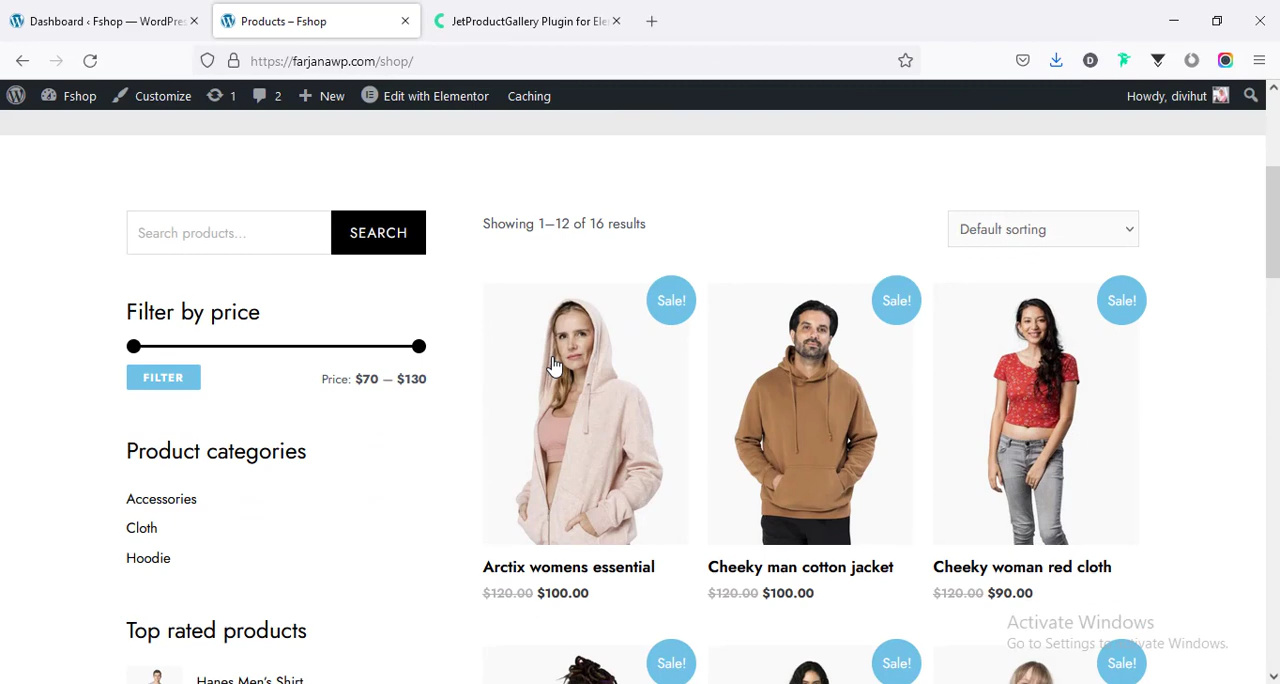 Dashboard ‹ Fshop — WordPres
Products – Fshop
JetProductGallery Plugin for Ele
https://farjanawp.com/shop/
Fshop
Customize
1
2
New
Edit with Elementor
Caching
Howdy, divihut
Search products…
SEARCH
Showing 1–12 of 16 results
Default sorting
Filter by price
FILTER
Price: $70 — $130
Product categories
Accessories
Cloth
Hoodie
Top rated products
Hanes Men's Shirt
Sale!
Sale!
Sale!
Arctix womens essential
Cheeky man cotton jacket
Cheeky woman red cloth
$120.00 $100.00
$120.00 $100.00
$120.00 $90.00
Sale!
Sale!
Sale!
Activate Windows
Go to Settings to activate Windows.